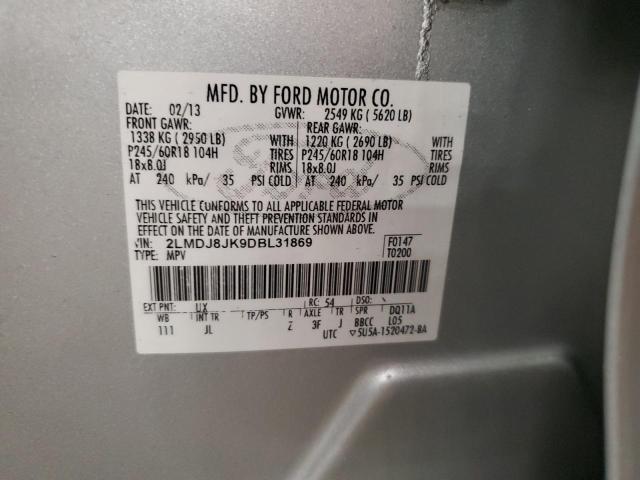 MFD. BY FORD MOTOR CO.
DATE: 02/13 GVWR: 2549 KG ( 5620 LB)
FRONT GAWR: REAR GAWR:
1338 KG ( 2950 LB) WITH 1220 KG ( 2690 LB) WITH
P245/60R18 104H TIRES P245/60R18 104H TIRES
18x8.0J RIMS 18x8.0J RIMS
AT 240 kPa/ 35 PSI COLD AT 240 kPa/ 35 PSI COLD
THIS VEHICLE CONFORMS TO ALL APPLICABLE FEDERAL MOTOR
VEHICLE SAFETY AND THEFT PREVENTION STANDARDS IN
EFFECT ON THE DATE OF MANUFACTURE SHOWN ABOVE.
VIN: 2LMDJ8JK9DBL31869 F0147
TYPE: MPV T0200
EXT PNT: UX RC: 54 DSO:
WB INT TR TP/PS R AXLE TR SPR DQ11A
111 JL Z 3F J BBCC L05
UTC ▽5U5A-1520472-BA